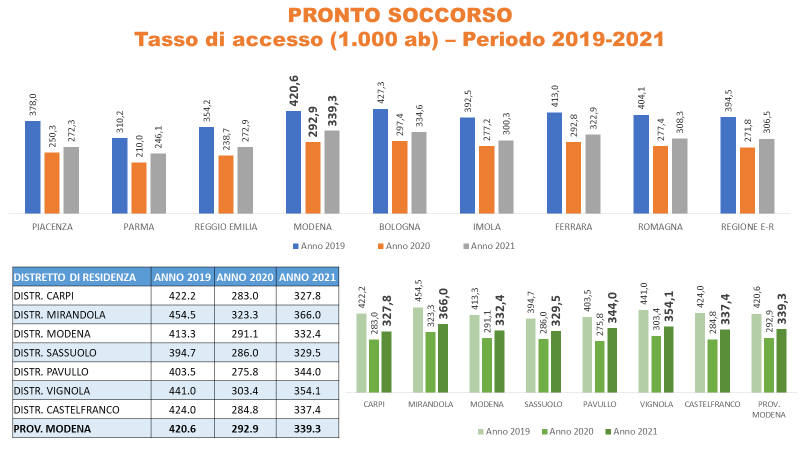 PRONTO SOCCORSO
Tasso di accesso (1.000 ab) – Periodo 2019-2021
378,0 250,3 272,3 310,2 210,0 246,1 354,2 238,7 272,9 420,6 292,9 339,3 427,3 297,4 334,6 392,5 277,2 300,3 413,0 292,8 322,9 404,1 277,4 308,3 394,5 271,8 306,5
PIACENZA PARMA REGGIO EMILIA MODENA BOLOGNA IMOLA FERRARA ROMAGNA REGIONE E-R
Anno 2019 Anno 2020 Anno 2021
DISTRETTO DI RESIDENZA ANNO 2019 ANNO 2020 ANNO 2021
DISTR. CARPI 422.2 283.0 327.8
DISTR. MIRANDOLA 454.5 323.3 366.0
DISTR. MODENA 413.3 291.1 332.4
DISTR. SASSUOLO 394.7 286.0 329.5
DISTR. PAVULLO 403.5 275.8 344.0
DISTR. VIGNOLA 441.0 303.4 354.1
DISTR. CASTELFRANCO 424.0 284.8 337.4
PROV. MODENA 420.6 292.9 339.3
422,2 283,0 327,8 454,5 323,3 366,0 413,3 291,1 332,4 394,7 286,0 329,5 403,5 275,8 344,0 441,0 303,4 354,1 424,0 284,8 337,4 420,6 292,9 339,3
CARPI MIRANDOLA MODENA SASSUOLO PAVULLO VIGNOLA CASTELFRANCO PROV.
MODENA
Anno 2019 Anno 2020 Anno 2021